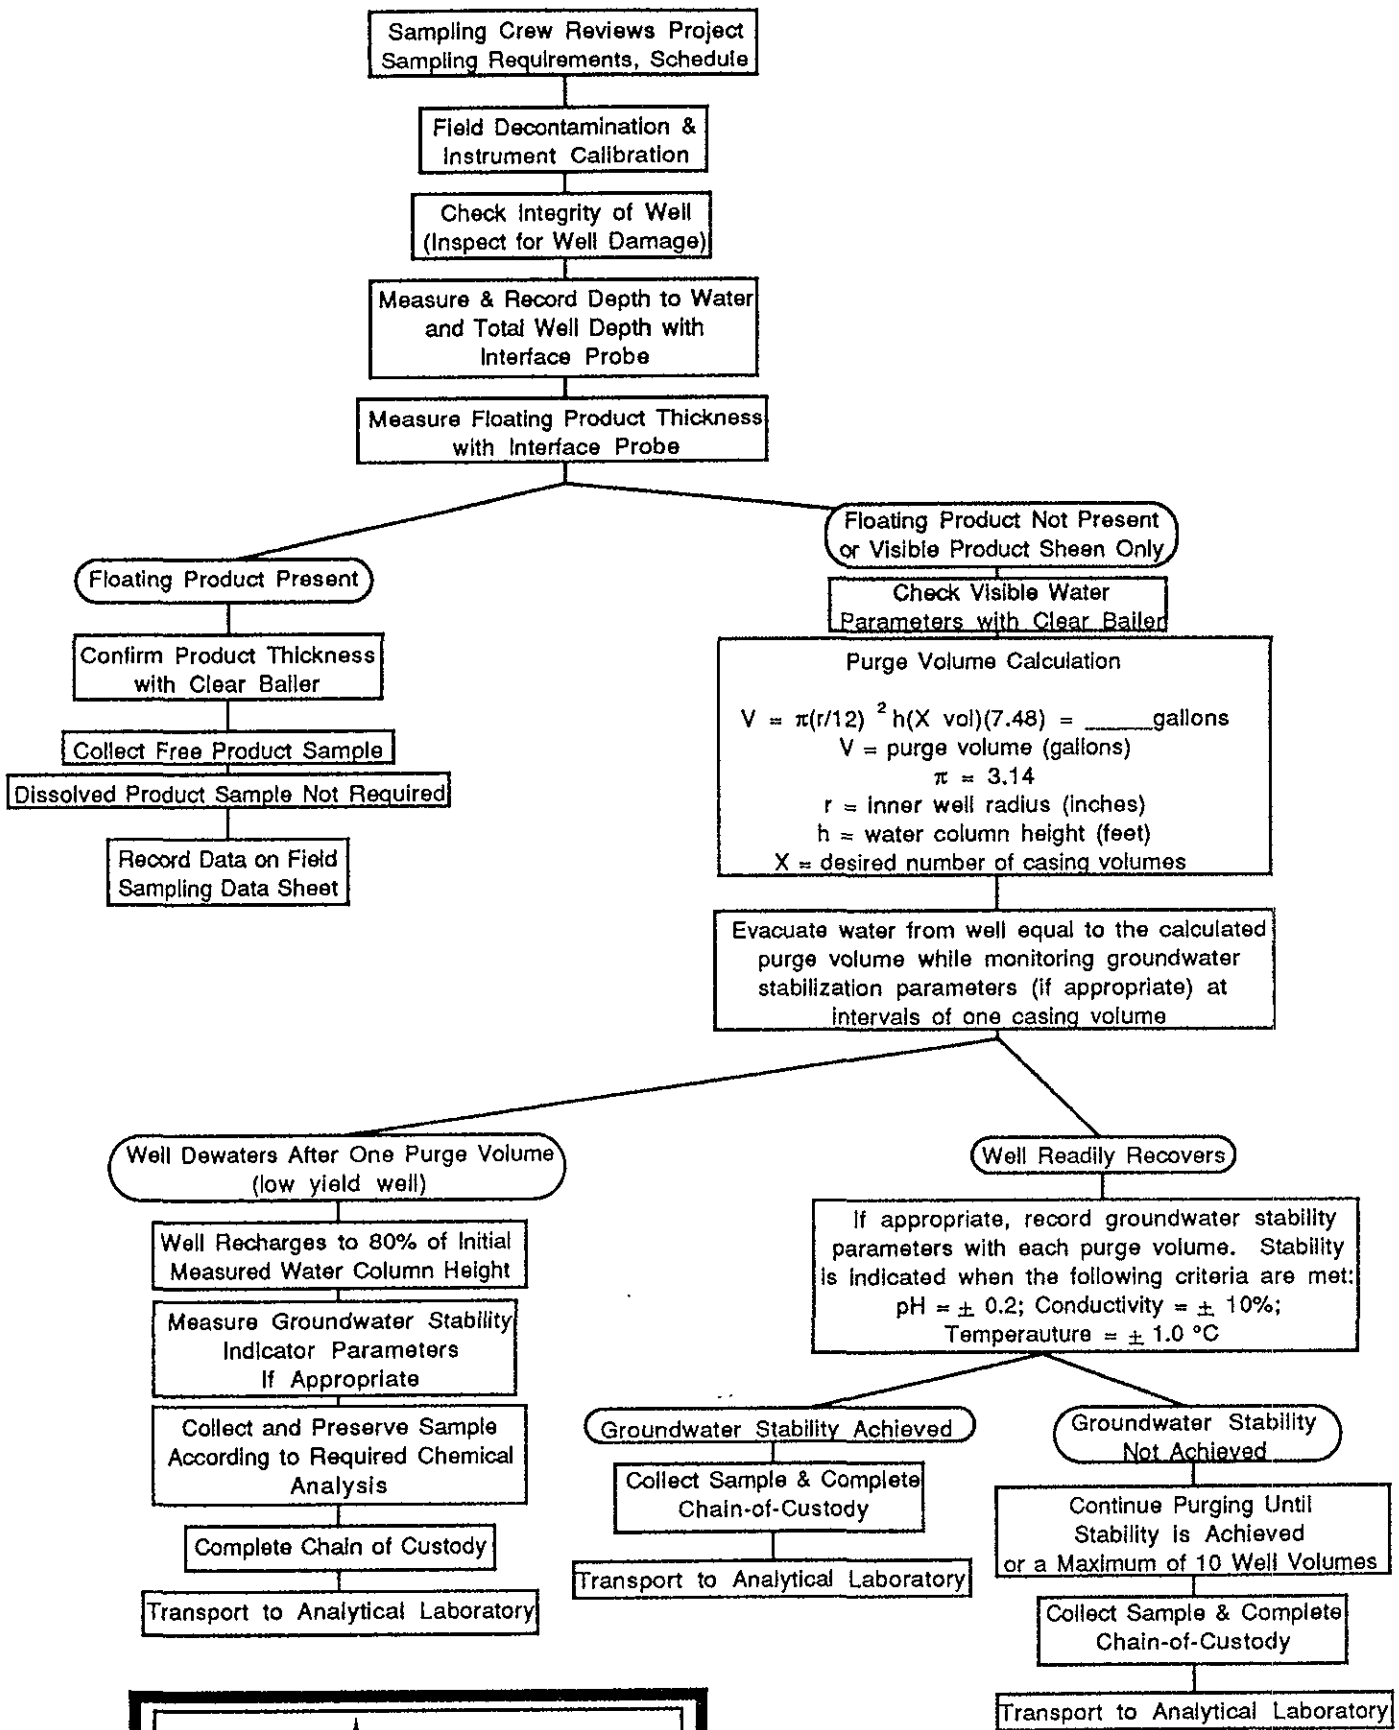 Sampling Crew Reviews Project
Sampling Requirements, Schedule
Field Decontamination &
Instrument Calibration
Check Integrity of Well
(Inspect for Well Damage)
Measure & Record Depth to Water
and Total Well Depth with
Interface Probe
Measure Floating Product Thickness
with Interface Probe
Floating Product Present
Confirm Product Thickness
with Clear Bailer
Collect Free Product Sample
Dissolved Product Sample Not Required
Record Data on Field
Sampling Data Sheet
Floating Product Not Present
or Visible Product Sheen Only
Check Visible Water
Parameters with Clear Bailer
Purge Volume Calculation
V = π(r/12) ² h(X vol)(7.48) = _____gallons
V = purge volume (gallons)
π = 3.14
r = inner well radius (inches)
h = water column height (feet)
X = desired number of casing volumes
Evacuate water from well equal to the calculated
purge volume while monitoring groundwater
stabilization parameters (if appropriate) at
intervals of one casing volume
Well Dewaters After One Purge Volume
(low yield well)
Well Recharges to 80% of Initial
Measured Water Column Height
Measure Groundwater Stability
Indicator Parameters
If Appropriate
Collect and Preserve Sample
According to Required Chemical
Analysis
Complete Chain of Custody
Transport to Analytical Laboratory
Well Readily Recovers
If appropriate, record groundwater stability
parameters with each purge volume. Stability
is indicated when the following criteria are met:
pH = ± 0.2; Conductivity = ± 10%;
Temperauture = ± 1.0 °C
Groundwater Stability Achieved
Collect Sample & Complete
Chain-of-Custody
Transport to Analytical Laboratory
Groundwater Stability
Not Achieved
Continue Purging Until
Stability is Achieved
or a Maximum of 10 Well Volumes
Collect Sample & Complete
Chain-of-Custody
Transport to Analytical Laboratory